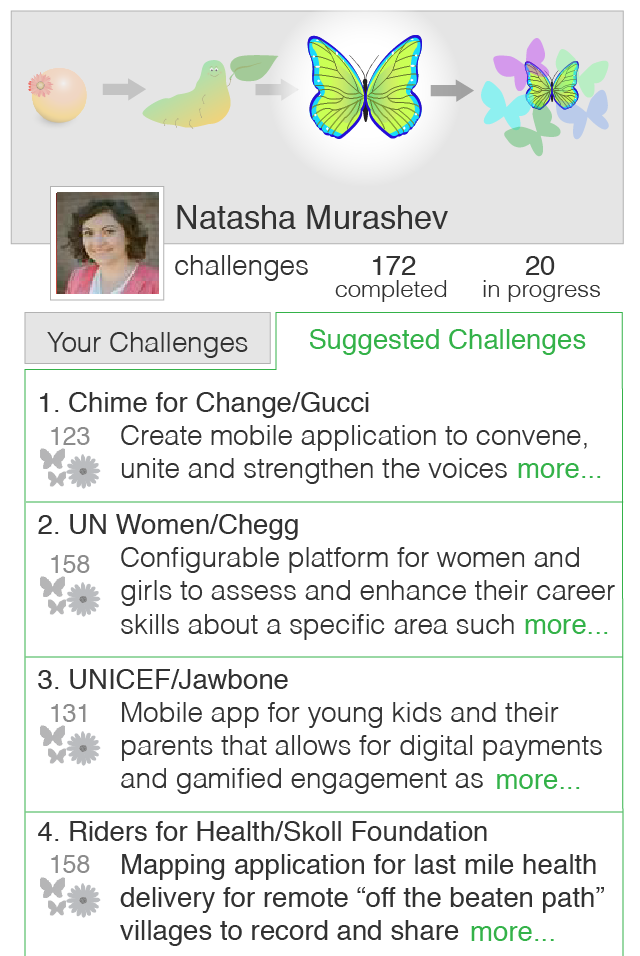 Natasha Murashev
challenges 172 20
completed in progress
Your Challenges Suggested Challenges
1. Chime for Change/Gucci
123 Create mobile application to convene,
unite and strengthen the voices more...
2. UN Women/Chegg
158 Configurable platform for women and
girls to assess and enhance their career
skills about a specific area such more...
3. UNICEF/Jawbone
131 Mobile app for young kids and their
parents that allows for digital payments
and gamified engagement as more...
4. Riders for Health/Skoll Foundation
158 Mapping application for last mile health
delivery for remote “off the beaten path”
villages to record and share more...